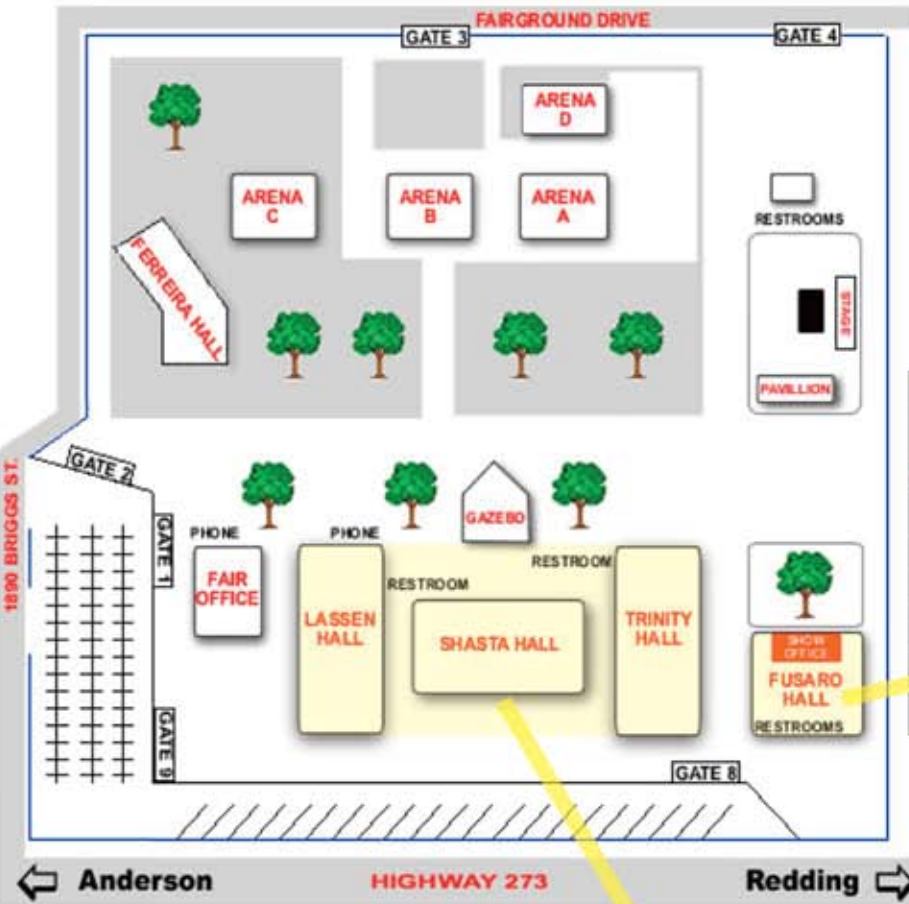 FAIRGROUND DRIVE
GATE 3
GATE 4
ARENA
D
ARENA
C
ARENA
B
ARENA
A
RESTROOMS
FERREIRA HALL
STAGE
PAVILLION
1890 BRIGGS ST.
GATE 2
GATE 1
PHONE
PHONE
GAZEBO
RESTROOM
RESTROOM
FAIR
OFFICE
LASSEN
HALL
SHASTA HALL
TRINITY
HALL
SHOW
OFFICE
FUSARO
HALL
RESTROOMS
GATE 9
GATE 8
Anderson
HIGHWAY 273
Redding